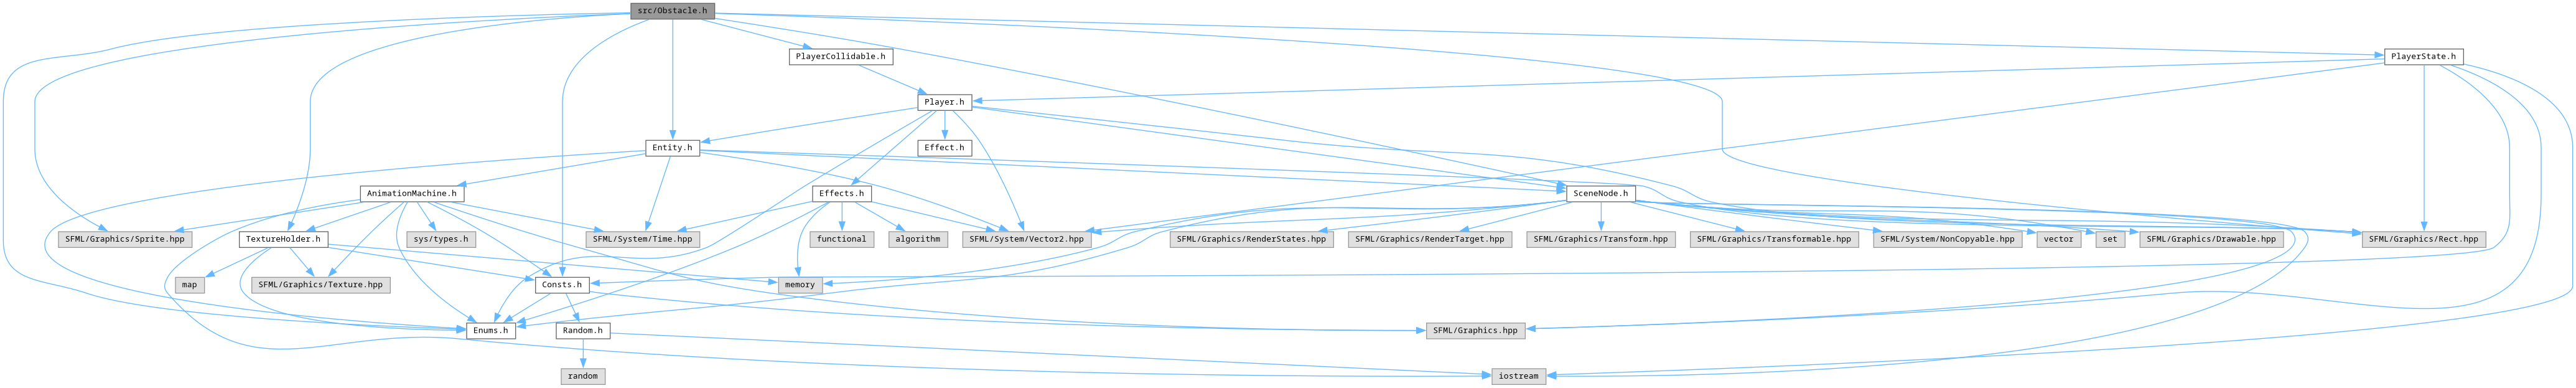 src/Obstacle.h
PlayerCollidable.h
PlayerState.h
Player.h
Entity.h
Effect.h
AnimationMachine.h
Effects.h
SceneNode.h
SFML/Graphics/Sprite.hpp
TextureHolder.h
sys/types.h
SFML/System/Time.hpp
functional
algorithm
SFML/System/Vector2.hpp
SFML/Graphics/RenderStates.hpp
SFML/Graphics/RenderTarget.hpp
SFML/Graphics/Transform.hpp
SFML/Graphics/Transformable.hpp
SFML/System/NonCopyable.hpp
vector
set
SFML/Graphics/Drawable.hpp
SFML/Graphics/Rect.hpp
map
SFML/Graphics/Texture.hpp
Consts.h
memory
Enums.h
Random.h
SFML/Graphics.hpp
random
iostream